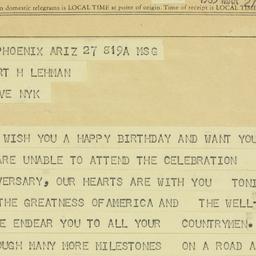 n domestic telegrams is LOCAL TIME at point of origin. Time of receipt is LOCAL TIM
PHOENIX ARIZ 27 819A MSG
RT H LEHMAN
VE NYK
WISH YOU A HAPPY BIRTHDAY AND WANT YOU
ARE UNABLE TO ATTEND THE CELEBRATION
VERSARY, OUR HEARTS ARE WITH YOU TONI
THE GREATNESS OFAMERICA AND THE WELL-
E ENDEAR YOU TO ALL YOUR COUNTRYMEN.
OUGH MANY MORE MILESTONES ON A ROAD A